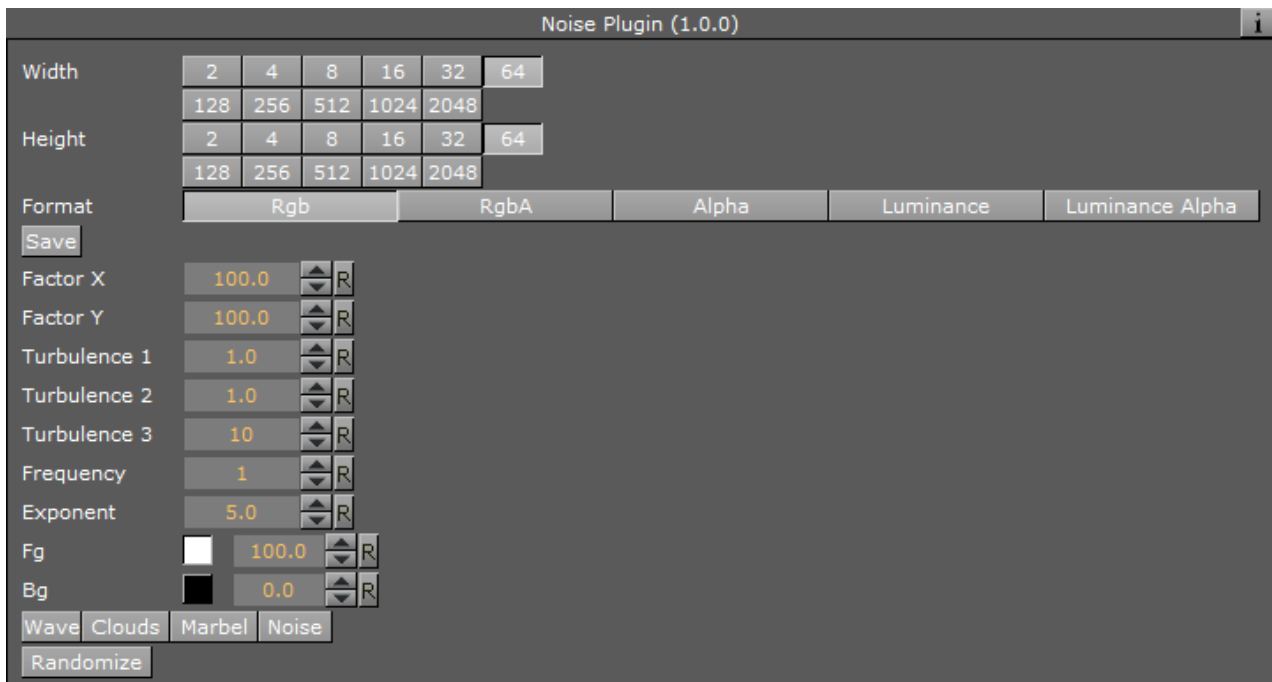 Noise Plugin (1.0.0) i
Width 2 4 8 16 32 64
128 256 512 1024 2048
Height 2 4 8 16 32 64
128 256 512 1024 2048
Format Rgb RgbA Alpha Luminance Luminance Alpha
Save
Factor X 100.0 R
Factor Y 100.0 R
Turbulence 1 1.0 R
Turbulence 2 1.0 R
Turbulence 3 10 R
Frequency 1 R
Exponent 5.0 R
Fg 100.0 R
Bg 0.0 R
Wave Clouds Marbel Noise
Randomize